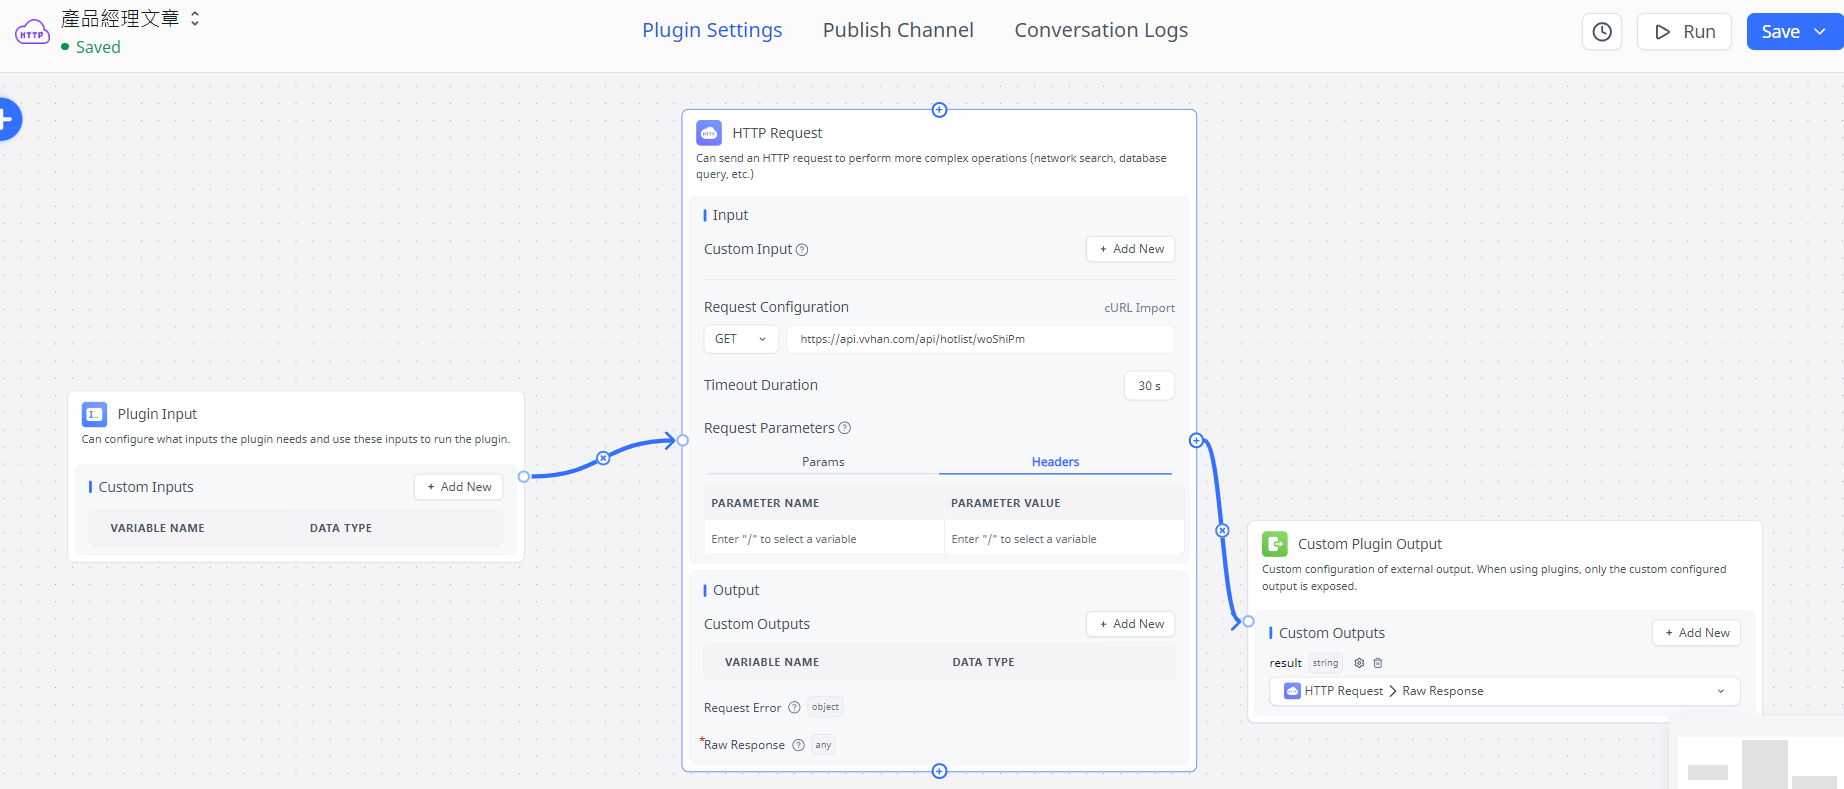 HTTP
產品經理文章
Saved
Plugin Settings
Publish Channel
Conversation Logs
Run
Save
Plugin Input
Can configure what inputs the plugin needs and use these inputs to run the plugin.
Custom Inputs
+ Add New
VARIABLE NAME
DATA TYPE
HTTP Request
Can send an HTTP request to perform more complex operations (network search, database
query, etc.)
Input
Custom Input
+ Add New
Request Configuration
cURL Import
GET
https://api.vvhan.com/api/hotlist/woShiPm
Timeout Duration
30 s
Request Parameters
Params
Headers
PARAMETER NAME
PARAMETER VALUE
Enter "/" to select a variable
Enter "/" to select a variable
Output
Custom Outputs
+ Add New
VARIABLE NAME
DATA TYPE
Request Error
object
*Raw Response
any
Custom Plugin Output
Custom configuration of external output. When using plugins, only the custom configured
output is exposed.
Custom Outputs
+ Add New
result
string
HTTP Request > Raw Response